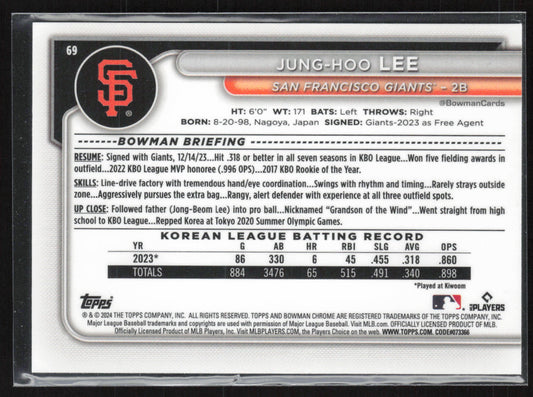 69
JUNG-HOO LEE
SF ®
SAN FRANCISCO GIANTS™ – 2B
@BowmanCards
HT: 6'0" WT: 171 BATS: Left THROWS: Right
BORN: 8-20-98, Nagoya, Japan SIGNED: Giants-2023 as Free Agent
BOWMAN BRIEFING
RESUME: Signed with Giants, 12/14/23...Hit .318 or better in all seven seasons in KBO League...Won five fielding awards in
outfield...2022 KBO League MVP honoree (.996 OPS)...2017 KBO Rookie of the Year.
SKILLS: Line-drive factory with tremendous hand/eye coordination...Swings with rhythm and timing...Rarely strays outside
zone...Aggressively pursues the extra bag...Rangy, alert defender with experience at all three outfield spots.
UP CLOSE: Followed father (Jong-Beom Lee) into pro ball...Nicknamed "Grandson of the Wind"...Went straight from high
school to KBO League...Repped Korea at Tokyo 2020 Summer Olympic Games.
KOREAN LEAGUE BATTING RECORD
YR G AB HR RBI SLG AVG OPS
2023* 86 330 6 45 .455 .318 .860
TOTALS 884 3476 65 515 .491 .340 .898
*Played at Kiwoom
Topps
PLAYERS
® & © 2024 THE TOPPS COMPANY, INC. ALL RIGHTS RESERVED. TOPPS AND BOWMAN CHROME ARE REGISTERED TRADEMARKS OF THE TOPPS COMPANY, INC.
Major League Baseball trademarks and copyrights are used with permission of Major League Baseball. Visit MLB.com. OFFICIALLY LICENSED PRODUCT OF MLB
Officially Licensed Product of MLB Players, Inc. Visit MLBPLAYERS.COM, the Players Choice on the web. WWW.TOPPS.COM. CODE#073366